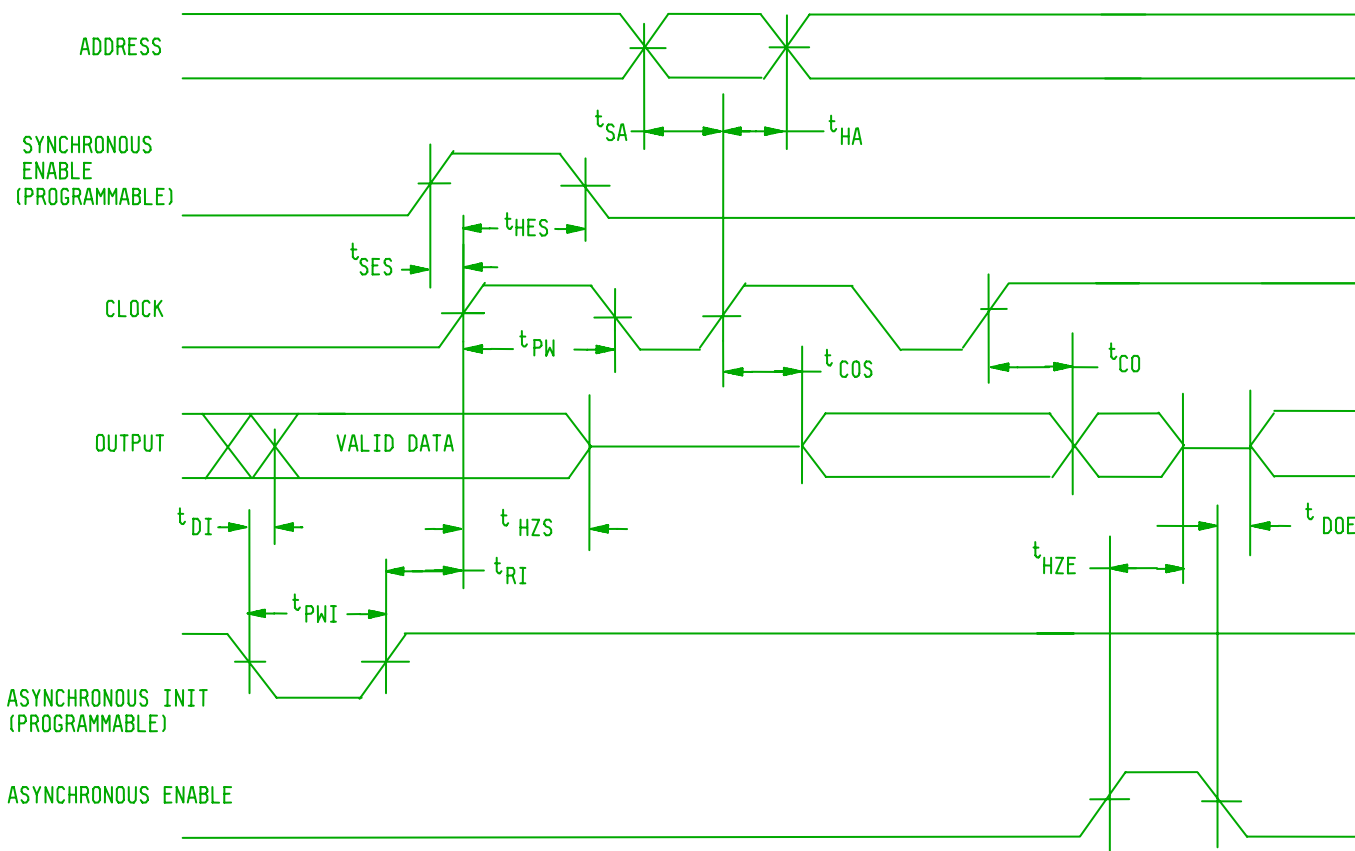 ADDRESS
tSA
tHA
SYNCHRONOUS
ENABLE
(PROGRAMMABLE)
tHES
tSES
CLOCK
tPW
tCOS
tCO
OUTPUT
VALID DATA
tDI
tHZS
tDOE
tHZE
tRI
tPWI
ASYNCHRONOUS INIT
(PROGRAMMABLE)
ASYNCHRONOUS ENABLE